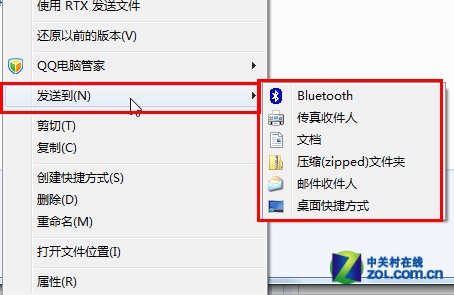 使用 RTX 发送文件
还原以前的版本(V)
QQ电脑管家
发送到(N)
剪切(T)
复制(C)
创建快捷方式(S)
删除(D)
重命名(M)
打开文件位置(I)
属性(R)
Bluetooth
传真收件人
文档
压缩(zipped)文件夹
邮件收件人
桌面快捷方式
中关村在线
ZOL.com.cn